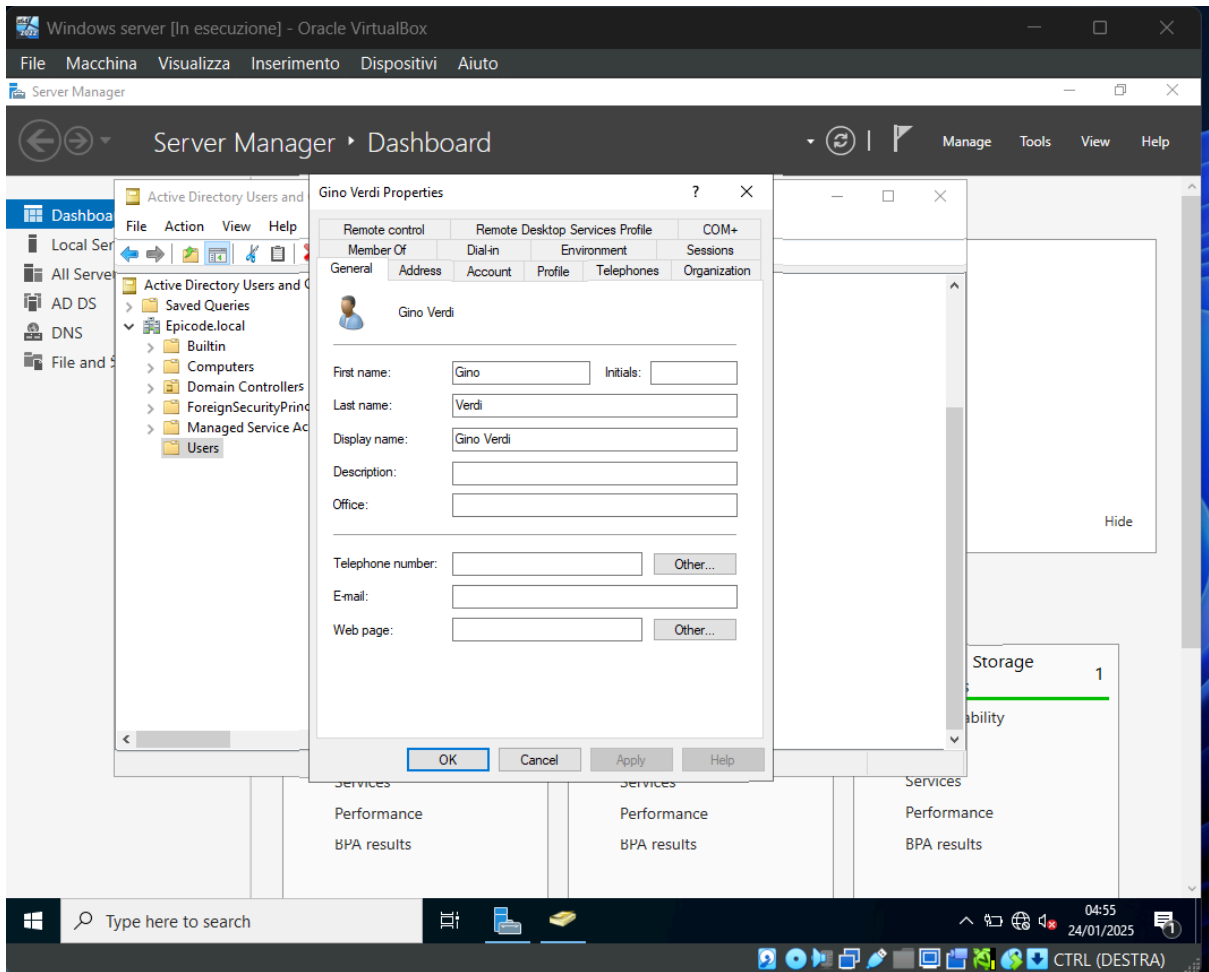 Windows server [In esecuzione] - Oracle VirtualBox
File Macchina Visualizza Inserimento Dispositivi Aiuto
Server Manager
Server Manager ‣ Dashboard
Manage Tools View Help
Dashboa
Local Ser
All Server
AD DS
DNS
File and S
Active Directory Users and
File Action View Help
Active Directory Users and C
Saved Queries
Epicode.local
Builtin
Computers
Domain Controllers
ForeignSecurityPrinc
Managed Service Ac
Users
Gino Verdi Properties
Remote control Remote Desktop Services Profile COM+
Member Of Dial-in Environment Sessions
General Address Account Profile Telephones Organization
Gino Verdi
First name: Gino Initials:
Last name: Verdi
Display name: Gino Verdi
Description:
Office:
Telephone number: Other...
E-mail:
Web page: Other...
OK Cancel Apply Help
Hide
Storage 1
ability
Services Services Services
Performance Performance Performance
BPA results BPA results BPA results
Type here to search
04:55
24/01/2025
1
CTRL (DESTRA)